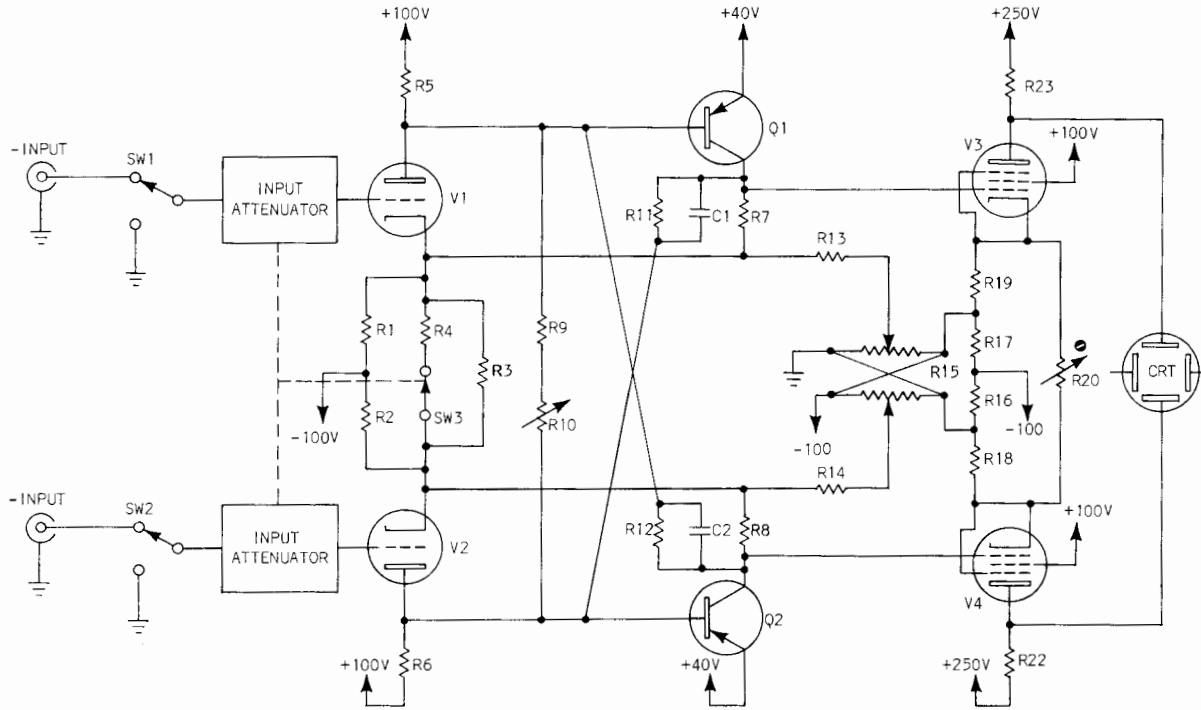 +100V
+40V
+250V
R5
R23
Q1
V3
+100V
-INPUT
SW1
INPUT
ATTENUATOR
V1
R11
C1
R7
R13
R19
R1
R4
R9
R17
R3
R15
CRT
R20
R2
-100V
SW3
R10
-100
R16
-100
R18
R14
-INPUT
SW2
INPUT
ATTENUATOR
V2
R12
C2
R8
+100V
V4
Q2
+100V
R6
+40V
+250V
R22